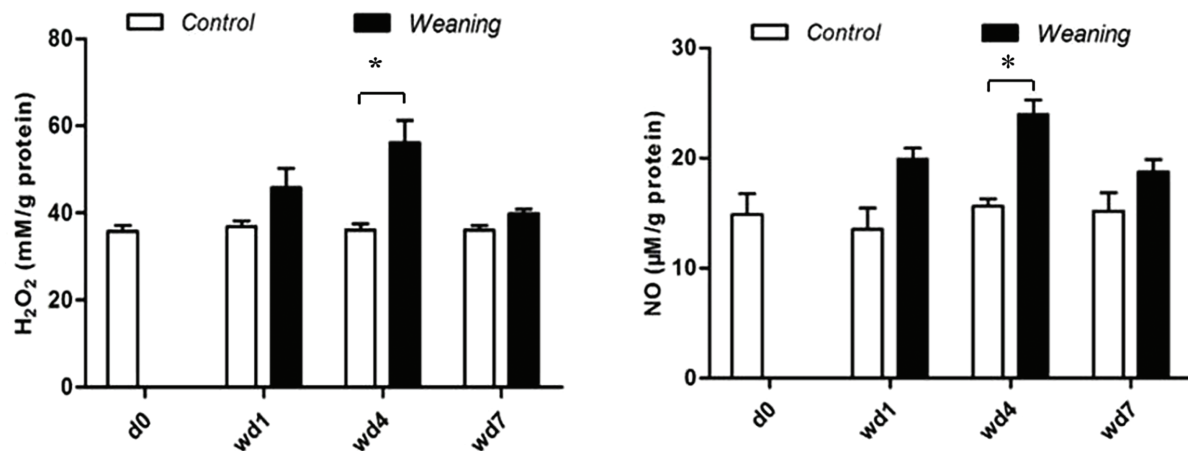 Control Weaning
80
60
40
20
0
H₂O₂ (mM/g protein)
*
d0 wd1 wd4 wd7
Control Weaning
30
20
10
0
NO (µM/g protein)
*
d0 wd1 wd4 wd7